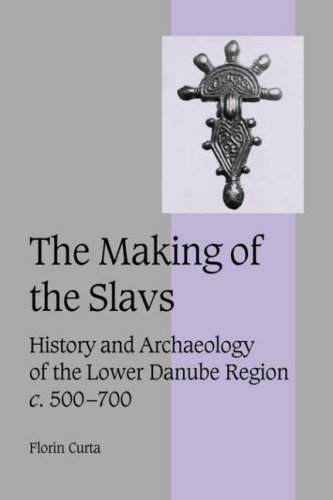 The Making of
the Slavs
History and Archaeology
of the Lower Danube Region
c. 500–700
Florin Curta